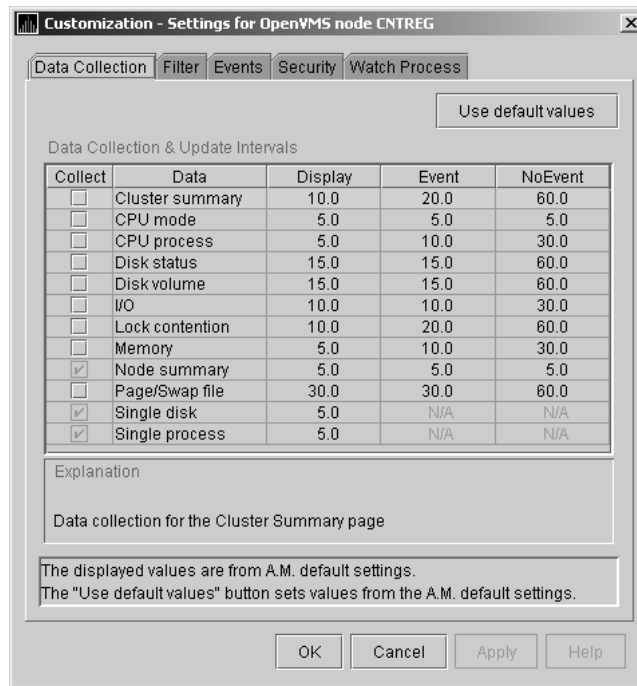 Customization - Settings for OpenVMS node CNTREG
Data Collection Filter Events Security Watch Process
Use default values
Data Collection & Update Intervals
Collect Data Display Event NoEvent
Cluster summary 10.0 20.0 60.0
CPU mode 5.0 5.0 5.0
CPU process 5.0 10.0 30.0
Disk status 15.0 15.0 60.0
Disk volume 15.0 15.0 60.0
I/O 10.0 10.0 30.0
Lock contention 10.0 20.0 60.0
Memory 5.0 10.0 30.0
Node summary 5.0 5.0 5.0
Page/Swap file 30.0 30.0 60.0
Single disk 5.0 N/A N/A
Single process 5.0 N/A N/A
Explanation
Data collection for the Cluster Summary page
The displayed values are from A.M. default settings.
The "Use default values" button sets values from the A.M. default settings.
OK Cancel Apply Help